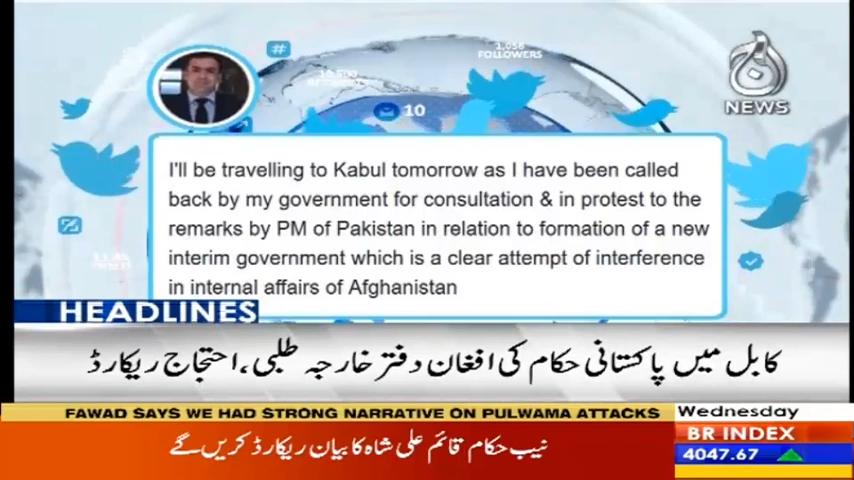 1,056
FOLLOWERS
10
NEWS
I'll be travelling to Kabul tomorrow as I have been called
back by my government for consultation & in protest to the
remarks by PM of Pakistan in relation to formation of a new
interim government which is a clear attempt of interference
in internal affairs of Afghanistan
HEADLINES
کابل میں پاکستانی حکام کی افغان دفتر خارجہ طلبی، احتجاج ریکارڈ
FAWAD SAYS WE HAD STRONG NARRATIVE ON PULWAMA ATTACKS
Wednesday
نیب حکام قائم علی شاہ کا بیان ریکارڈ کریں گے
BR INDEX
4047.67